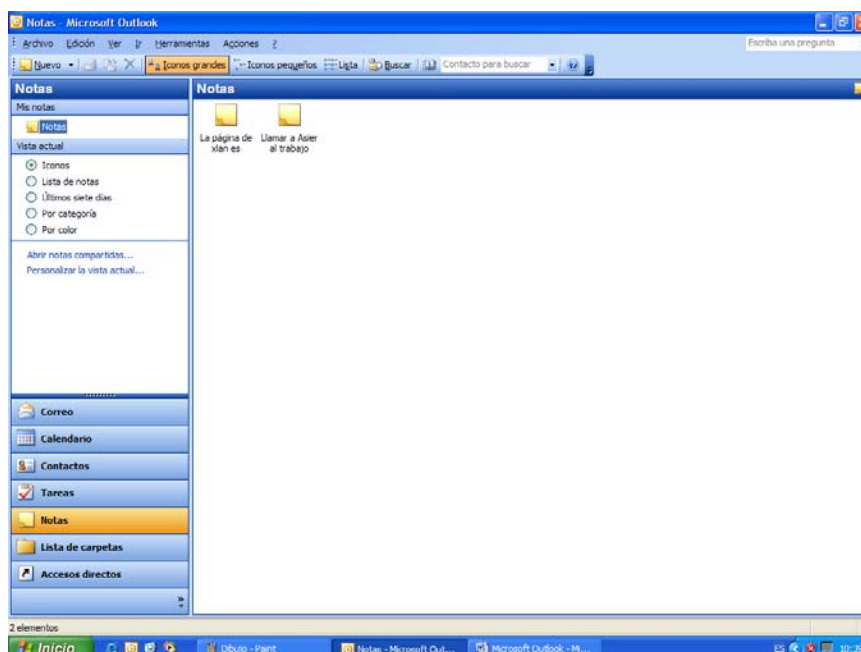 Notas - Microsoft Outlook
Archivo Edición Ver Ir Herramientas Acciones ?
Escriba una pregunta
Nuevo Iconos grandes Iconos pequeños Lista Buscar Contacto para buscar
Notas
Mis notas
Notas
Vista actual
Iconos
Lista de notas
Últimos siete días
Por categoría
Por color
Abrir notas compartidas...
Personalizar la vista actual...
Correo
Calendario
Contactos
Tareas
Notas
Lista de carpetas
Accesos directos
Notas
La página de
xlan es
Llamar a Asier
al trabajo
2 elementos
Inicio Dibujo - Paint Notas - Microsoft Out... Microsoft Outlook - Mi... ES